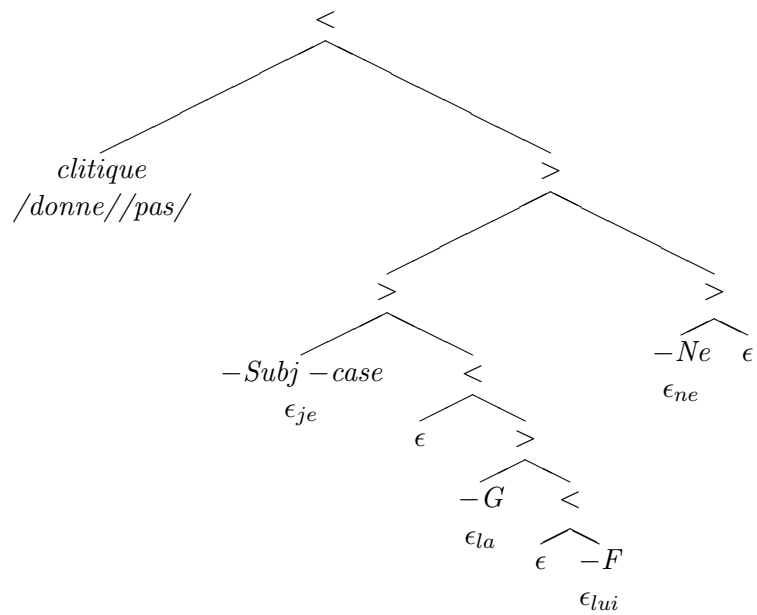 <
clitique >
/donne//pas/
> >
−Subj −case < −Ne ϵ
ϵ_je ϵ_ne
ϵ >
−G <
ϵ_la
ϵ −F
ϵ_lui